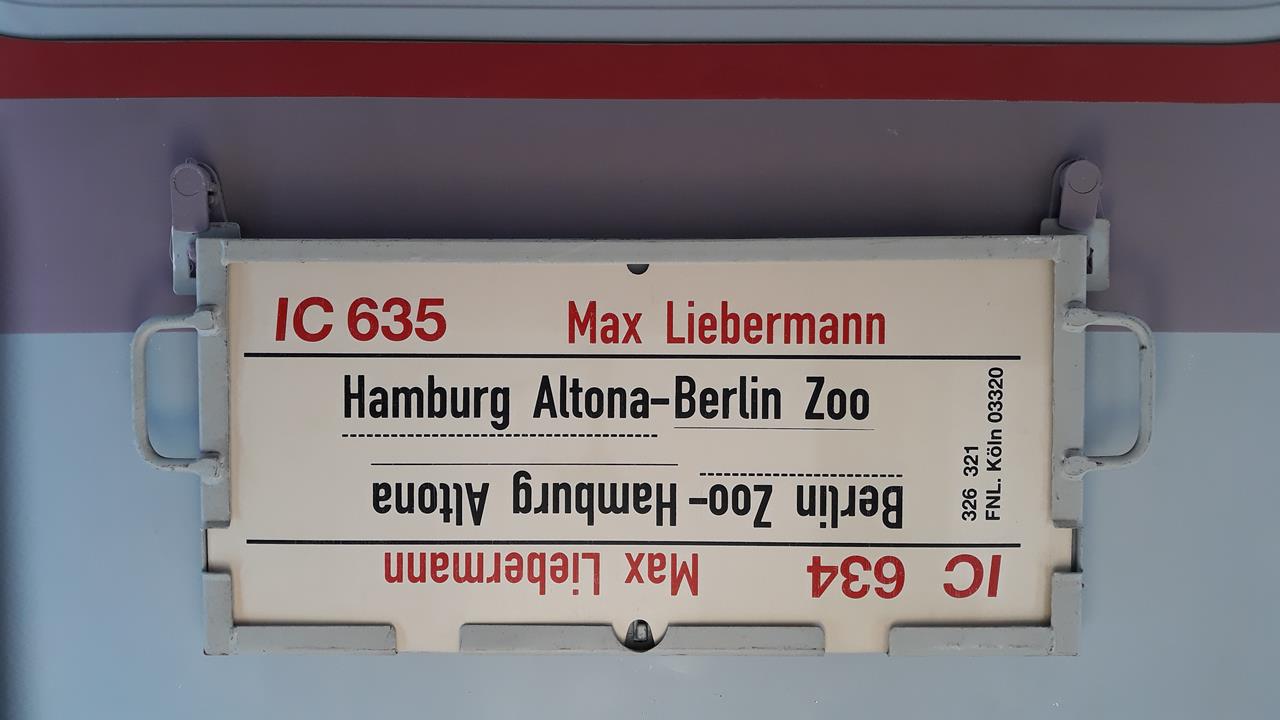 IC 635 Max Liebermann
Hamburg Altona-Berlin Zoo
326 321
FNL. Köln 03320
IC 634 Max Liebermann
Berlin Zoo-Hamburg Altona